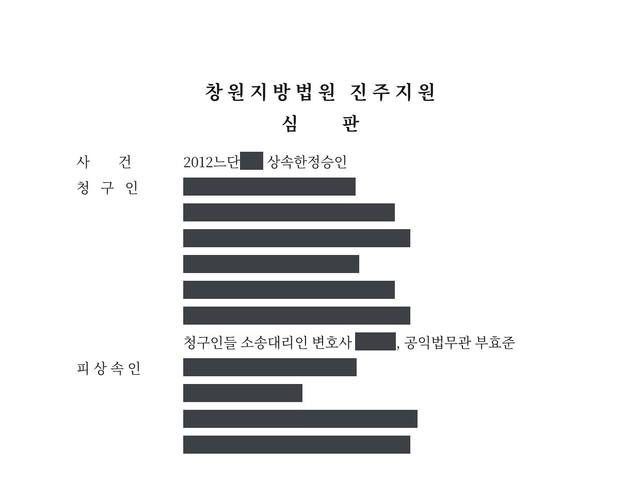 창원지방법원 진주지원
심 판
사 건 2012느단 상속한정승인
청 구 인
청구인들 소송대리인 변호사 , 공익법무관 부효준
피상속인